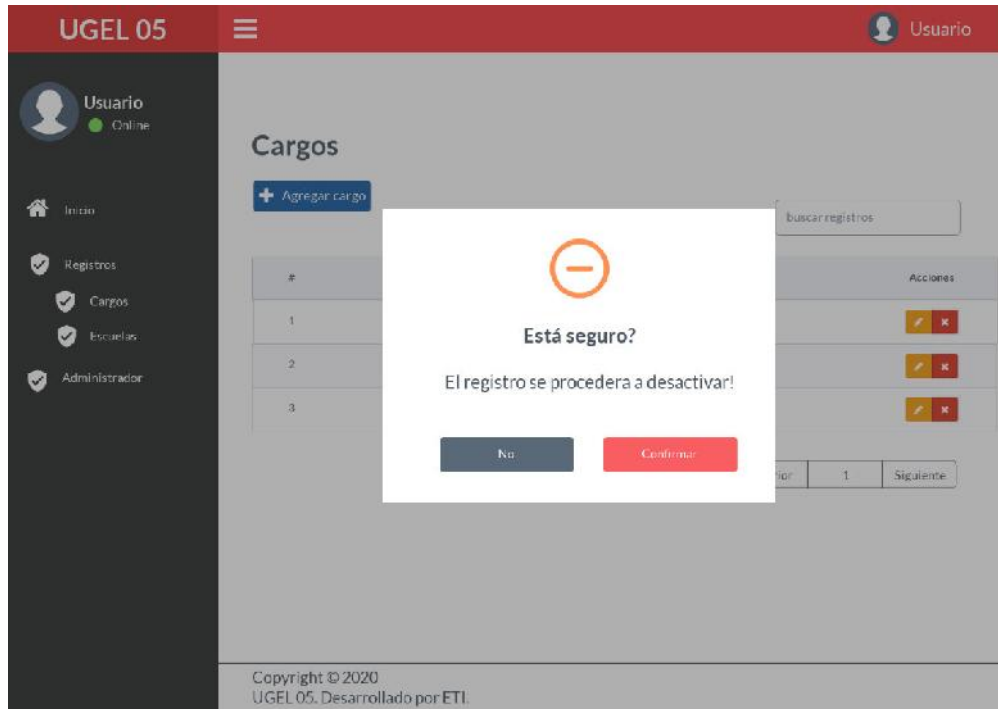 UGEL 05
Usuario
Usuario
Online
Inicio
Registros
Cargos
Escuelas
Administrador
Cargos
Agregar cargo
buscar registros
# Acciones
1
2
3
Está seguro?
El registro se procedera a desactivar!
No Confirmar
rior 1 Siguiente
Copyright © 2020
UGEL 05. Desarrollado por ETI.